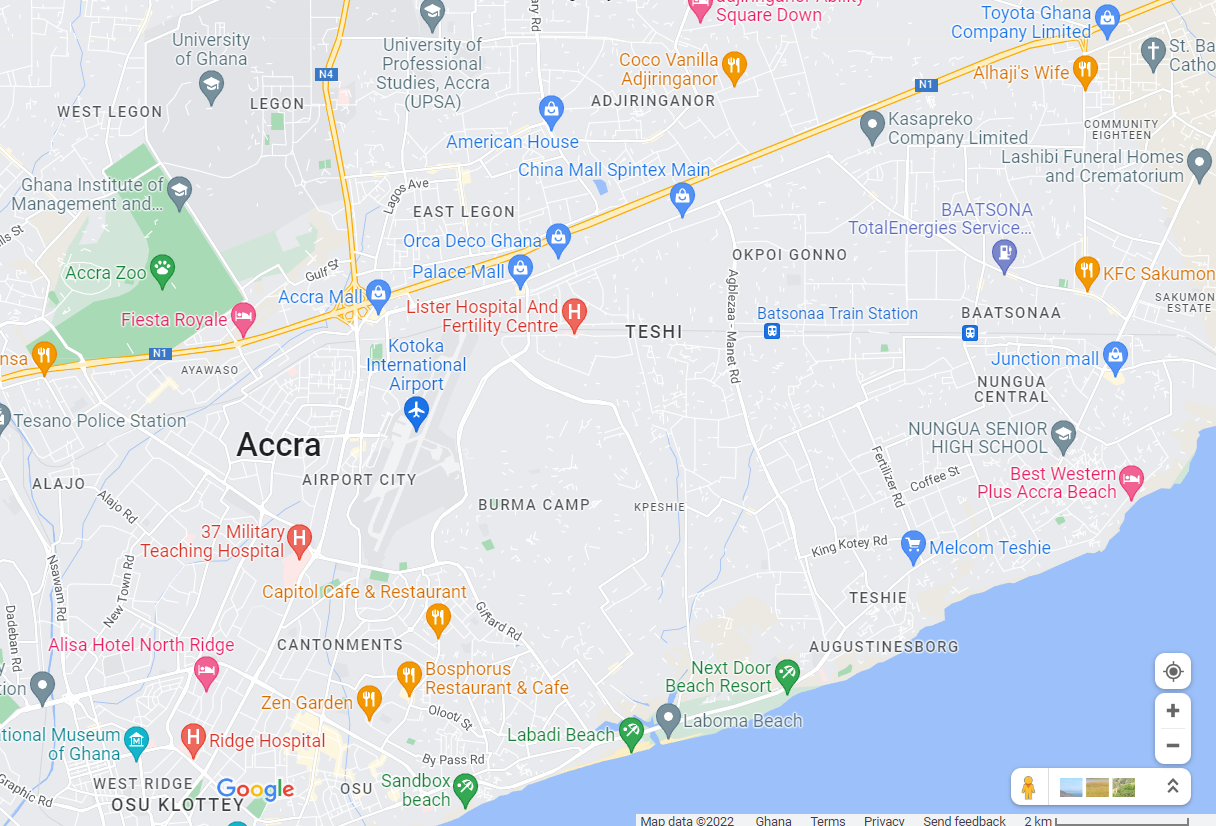 Square Down
Toyota Ghana
Company Limited
University
of Ghana
University of
Professional
Studies, Accra
(UPSA)
N4
Coco Vanilla
Adjiringanor
Alhaji's Wife
St. Ba
Catho
N1
WEST LEGON
LEGON
ADJIRINGANOR
American House
Kasapreko
Company Limited
COMMUNITY
EIGHTEEN
Lashibi Funeral Homes
and Crematorium
China Mall Spintex Main
Ghana Institute of
Management and...
Lagos Ave
EAST LEGON
BAATSONA
TotalEnergies Service...
Orca Deco Ghana
OKPOI GONNO
Accra Zoo
Gulf St
Palace Mall
KFC Sakumon
Accra Mall
Lister Hospital And
Fertility Centre
Agblezaa - Manet Rd
SAKUMON
ESTATE
Fiesta Royale
Batsonaa Train Station
BAATSONAA
TESHI
N1
nsa
AYAWASO
Kotoka
International
Airport
Junction mall
NUNGUA
CENTRAL
Tesano Police Station
Accra
NUNGUA SENIOR
HIGH SCHOOL
AIRPORT CITY
ALAJO
Alajo Rd
Fertilizer Rd
Coffee St
Best Western
Plus Accra Beach
BURMA CAMP
KPESHIE
37 Military
Teaching Hospital
King Kotey Rd
Melcom Teshie
Nsawam Rd
New Town Rd
Capitol Cafe & Restaurant
TESHIE
Dadeban Rd
Giffard Rd
Alisa Hotel North Ridge
CANTONMENTS
AUGUSTINESBORG
Bosphorus
Restaurant & Cafe
Next Door
Beach Resort
tion
Zen Garden
Olooti St
Laboma Beach
Labadi Beach
tional Museum
of Ghana
Ridge Hospital
By Pass Rd
WEST RIDGE
OSU KLOTTEY
Google
OSU
Sandbox
beach
Graphic Rd
Map data ©2022 Ghana Terms Privacy Send feedback 2 km